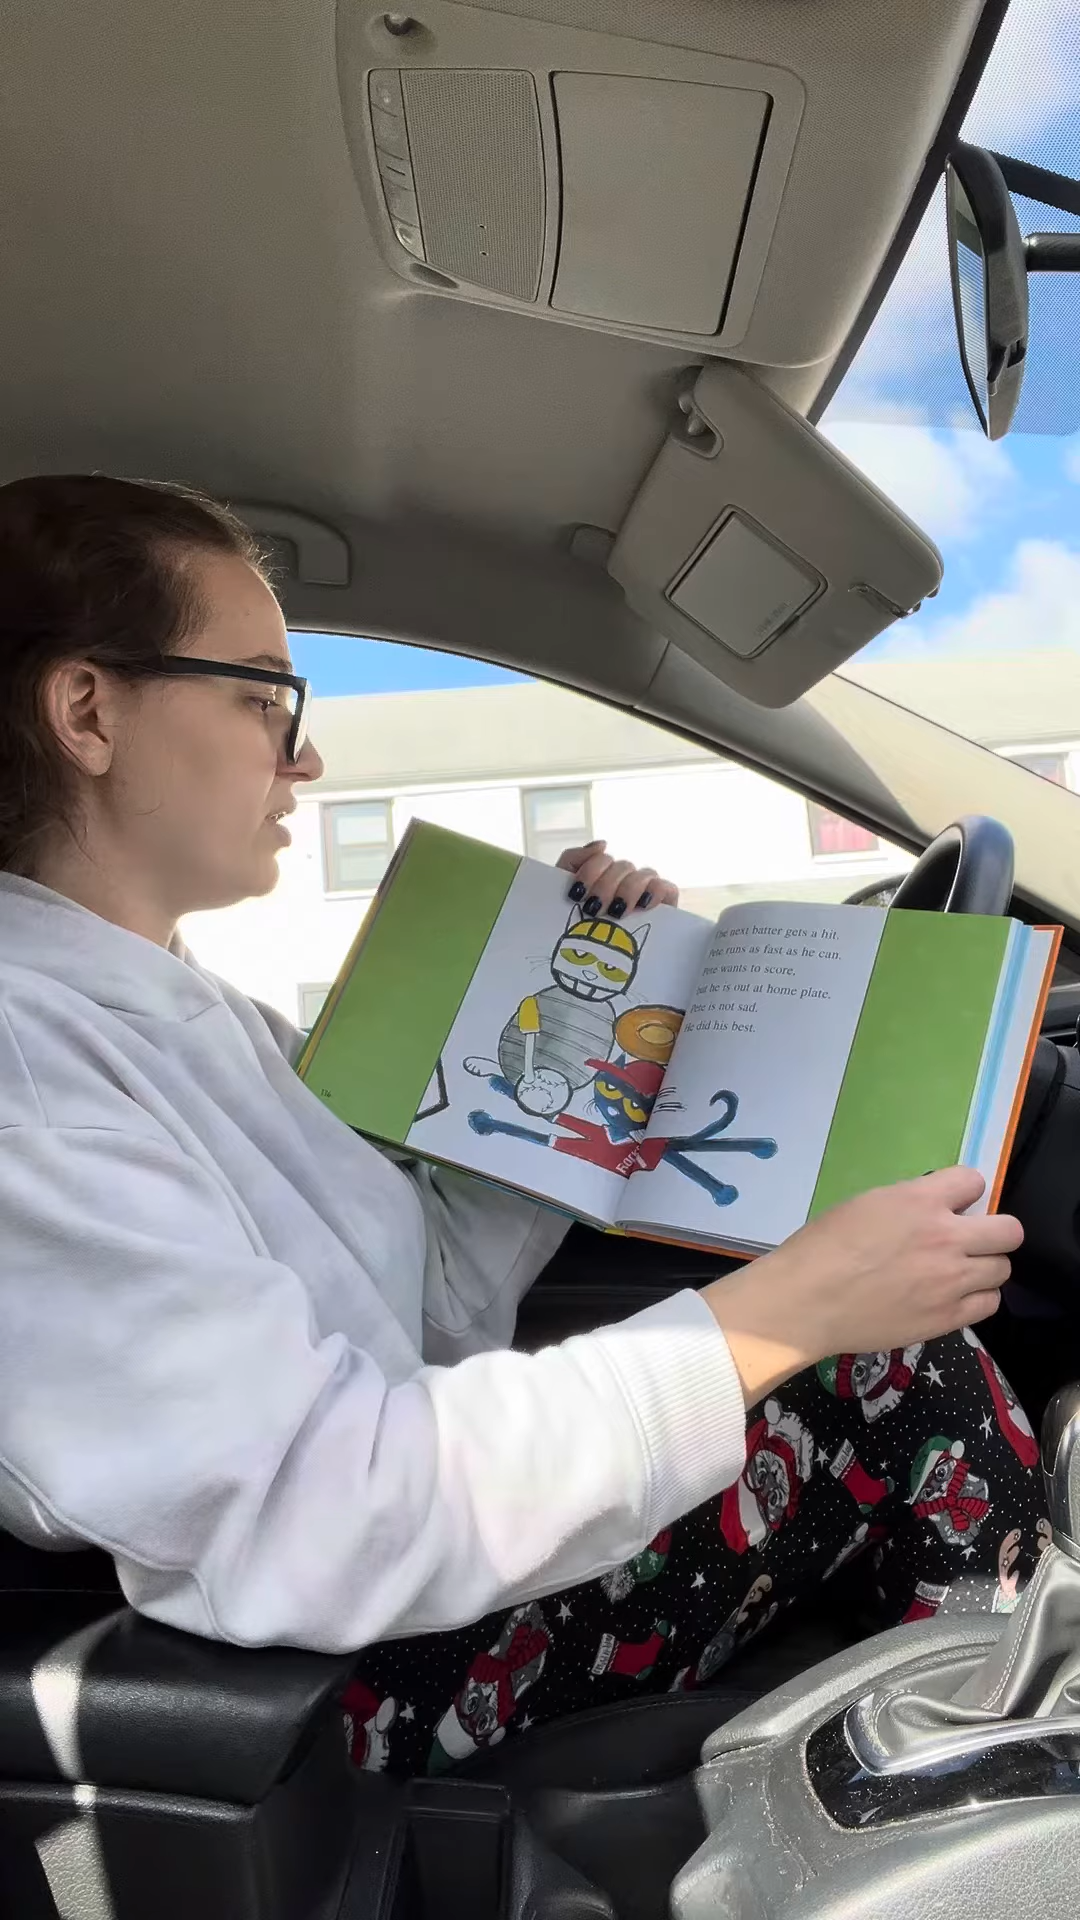 The next batter gets a hit.
Pete runs as fast as he can.
Pete wants to score,
but he is out at home plate.
Pete is not sad.
He did his best.
116